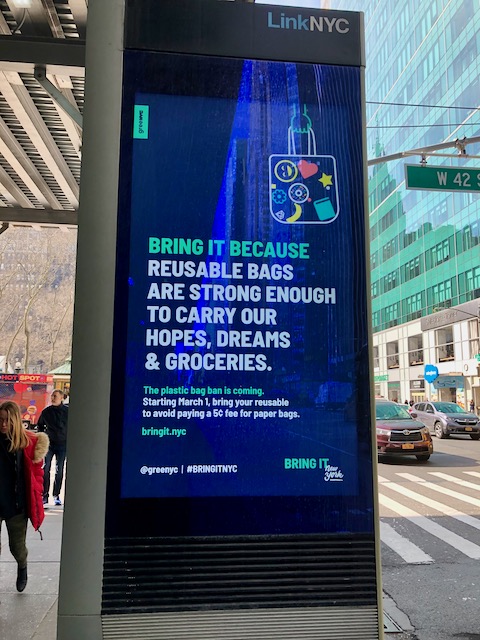 LinkNYC
greenyc
W 42 S
BRING IT BECAUSE
REUSABLE BAGS
ARE STRONG ENOUGH
TO CARRY OUR
HOPES, DREAMS
& GROCERIES.
The plastic bag ban is coming.
Starting March 1, bring your reusable
to avoid paying a 5¢ fee for paper bags.
bringit.nyc
HOT SPOT
@greenyc | #BRINGITNYC
BRING IT
New
York